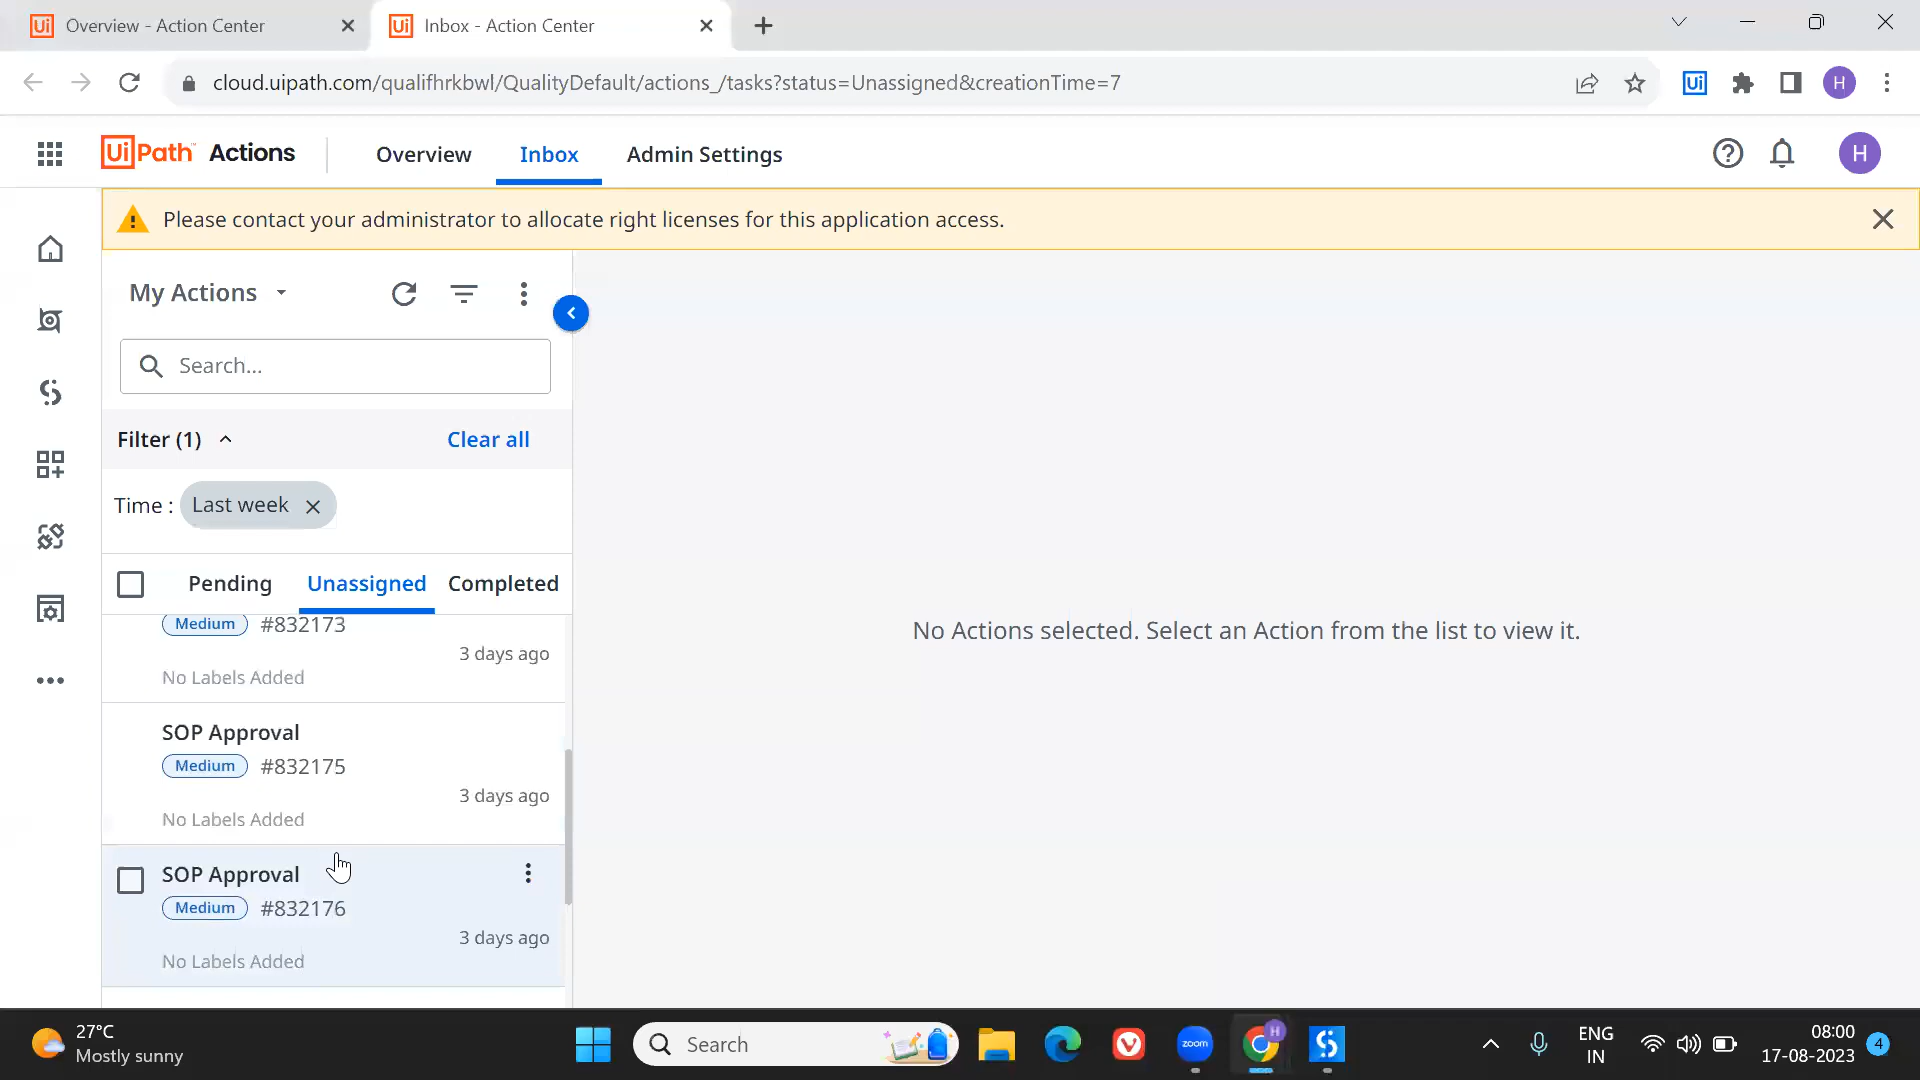 Overview - Action Center
Inbox - Action Center
cloud.uipath.com/qualifhrkbwl/QualityDefault/actions_/tasks?status=Unassigned&creationTime=7
Ui
H
UiPath™ Actions
Overview
Inbox
Admin Settings
H
Please contact your administrator to allocate right licenses for this application access.
My Actions
Search...
Filter (1)
Clear all
Time :
Last week
Pending
Unassigned
Completed
Medium #832173
3 days ago
No Labels Added
SOP Approval
Medium #832175
3 days ago
No Labels Added
SOP Approval
Medium #832176
3 days ago
No Labels Added
No Actions selected. Select an Action from the list to view it.
27°C
Mostly sunny
Search
zoom
H
ENG
IN
08:00
17-08-2023
4